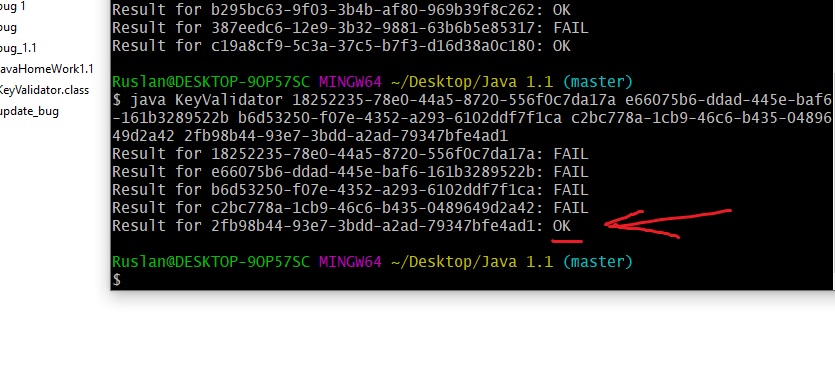 bug 1
bug
bug_1.1
JavaHomeWork1.1
KeyValidator.class
update_bug
Result for b295bc63-9f03-3b4b-af80-969b39f8c262: OK
Result for 387eedc6-12e9-3b32-9881-63b6b5e85317: FAIL
Result for c19a8cf9-5c3a-37c5-b7f3-d16d38a0c180: OK
Ruslan@DESKTOP-9OP57SC MINGW64 ~/Desktop/Java 1.1 (master)
$ java KeyValidator 18252235-78e0-44a5-8720-556f0c7da17a e66075b6-ddad-445e-baf6
-161b3289522b b6d53250-f07e-4352-a293-6102ddf7f1ca c2bc778a-1cb9-46c6-b435-04896
49d2a42 2fb98b44-93e7-3bdd-a2ad-79347bfe4ad1
Result for 18252235-78e0-44a5-8720-556f0c7da17a: FAIL
Result for e66075b6-ddad-445e-baf6-161b3289522b: FAIL
Result for b6d53250-f07e-4352-a293-6102ddf7f1ca: FAIL
Result for c2bc778a-1cb9-46c6-b435-0489649d2a42: FAIL
Result for 2fb98b44-93e7-3bdd-a2ad-79347bfe4ad1: OK
Ruslan@DESKTOP-9OP57SC MINGW64 ~/Desktop/Java 1.1 (master)
$